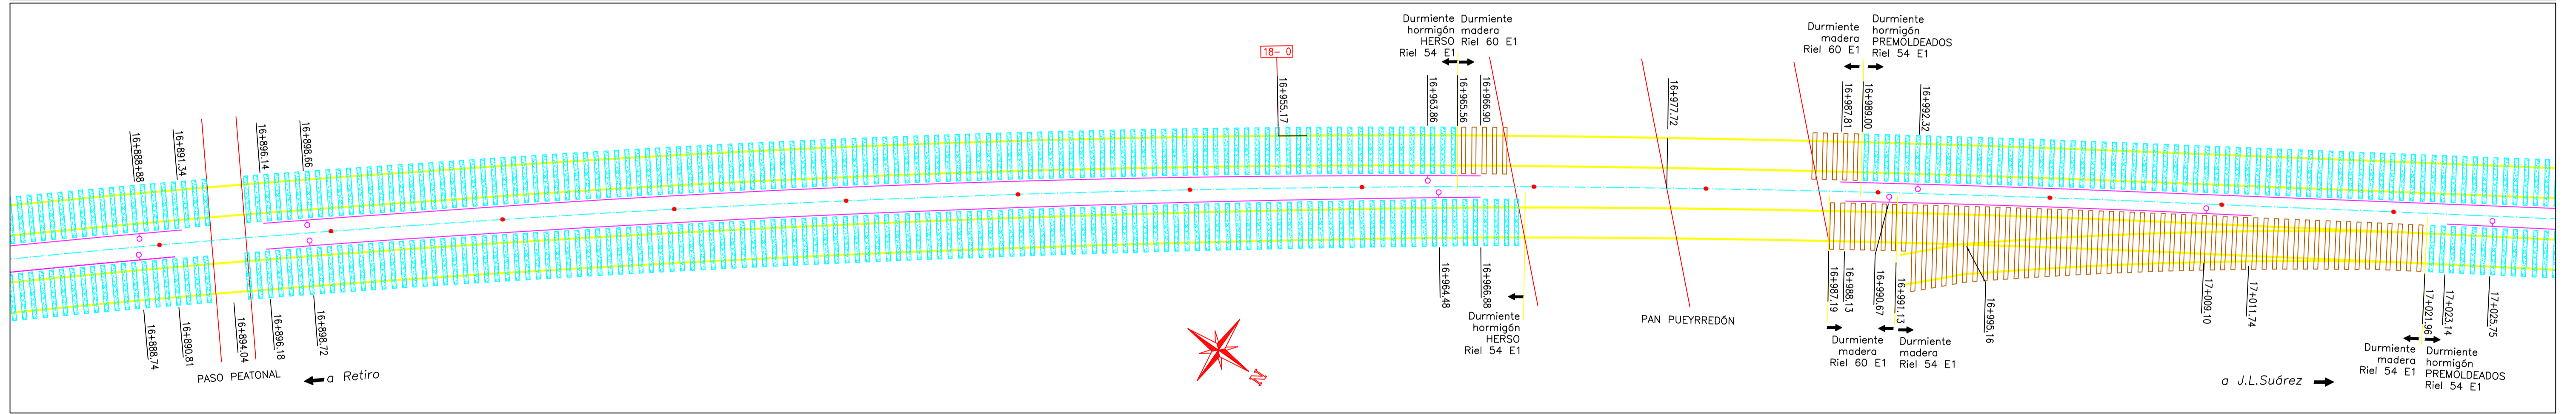 Durmiente
hormigón
HERSO
Riel 54 E1
Durmiente
madera
Riel 60 E1
Durmiente
madera
Riel 60 E1
Durmiente
hormigón
PREMOLDEADOS
Riel 54 E1
18- 0
16+888.88
16+891.34
16+896.14
16+898.66
16+955.17
16+963.86
16+965.56
16+966.90
16+977.72
16+987.81
16+989.00
16+992.32
16+888.74
16+890.81
16+894.04
16+896.18
16+898.72
16+964.48
16+966.88
16+987.19
16+988.13
16+990.67
16+991.13
16+995.16
17+009.10
17+011.74
17+021.96
17+023.14
17+025.75
Durmiente
hormigón
HERSO
Riel 54 E1
PAN PUEYRREDÓN
Durmiente
madera
Riel 60 E1
Durmiente
madera
Riel 54 E1
Durmiente
madera
Riel 54 E1
Durmiente
hormigón
PREMOLDEADOS
Riel 54 E1
PASO PEATONAL
a Retiro
N
a J.L.Suárez